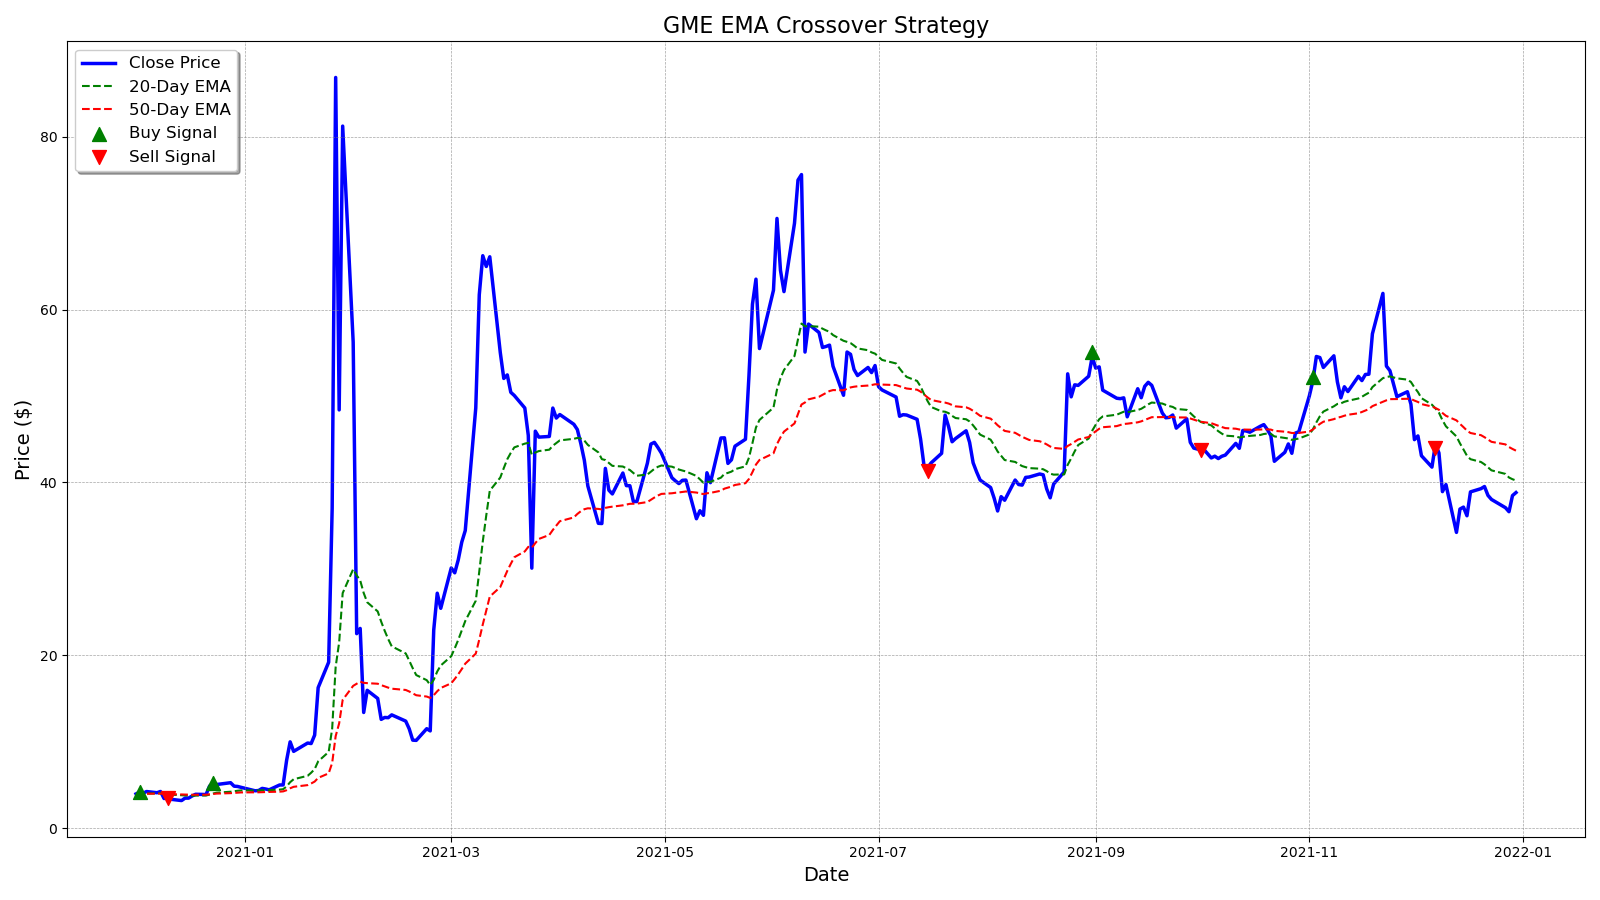 GME EMA Crossover Strategy
Close Price
20-Day EMA
50-Day EMA
Buy Signal
Sell Signal
Price ($)
80
60
40
20
0
2021-01
2021-03
2021-05
2021-07
2021-09
2021-11
2022-01
Date